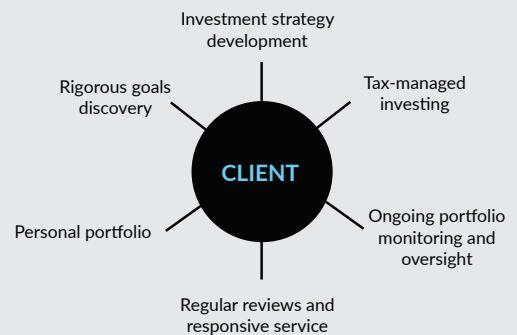 Investment strategy
development
Rigorous goals
discovery
Tax-managed
investing
CLIENT
Personal portfolio
Ongoing portfolio
monitoring and
oversight
Regular reviews and
responsive service